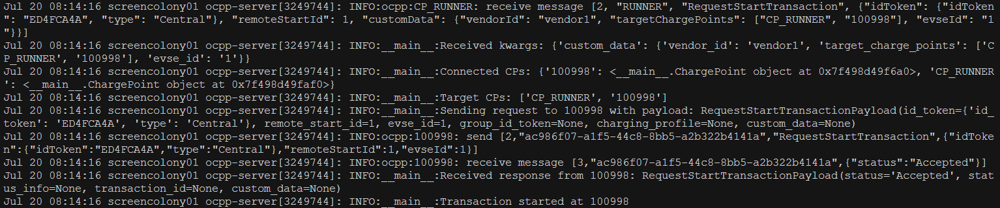 Jul 20 08:14:16 screencolony01 ocpp-server[3249744]: INFO:ocpp:CP_RUNNER: receive message [2, "RUNNER", "RequestStartTransaction", {"idToken": {"idToken
": "ED4FCA4A", "type": "Central"}, "remoteStartId": 1, "customData": {"vendorId": "vendor1", "targetChargePoints": ["CP_RUNNER", "100998"], "evseId": "1
"}}]
Jul 20 08:14:16 screencolony01 ocpp-server[3249744]: INFO:__main__:Received kwargs: {'custom_data': {'vendor_id': 'vendor1', 'target_charge_points': ['C
P_RUNNER', '100998'], 'evse_id': '1'}}
Jul 20 08:14:16 screencolony01 ocpp-server[3249744]: INFO:__main__:Connected CPs: {'100998': <__main__.ChargePoint object at 0x7f498d49f6a0>, 'CP_RUNNER
': <__main__.ChargePoint object at 0x7f498d49faf0>}
Jul 20 08:14:16 screencolony01 ocpp-server[3249744]: INFO:__main__:Target CPs: ['CP_RUNNER', '100998']
Jul 20 08:14:16 screencolony01 ocpp-server[3249744]: INFO:__main__:Sending request to 100998 with payload: RequestStartTransactionPayload(id_token={'id_
token': 'ED4FCA4A', 'type': 'Central'}, remote_start_id=1, evse_id=1, group_id_token=None, charging_profile=None, custom_data=None)
Jul 20 08:14:16 screencolony01 ocpp-server[3249744]: INFO:ocpp:100998: send [2,"ac986f07-a1f5-44c8-8bb5-a2b322b4141a","RequestStartTransaction",{"idToke
n":{"idToken":"ED4FCA4A","type":"Central"},"remoteStartId":1,"evseId":1}]
Jul 20 08:14:16 screencolony01 ocpp-server[3249744]: INFO:ocpp:100998: receive message [3,"ac986f07-a1f5-44c8-8bb5-a2b322b4141a",{"status":"Accepted"}]
Jul 20 08:14:16 screencolony01 ocpp-server[3249744]: INFO:__main__:Received response from 100998: RequestStartTransactionPayload(status='Accepted', stat
us_info=None, transaction_id=None, custom_data=None)
Jul 20 08:14:16 screencolony01 ocpp-server[3249744]: INFO:__main__:Transaction started at 100998